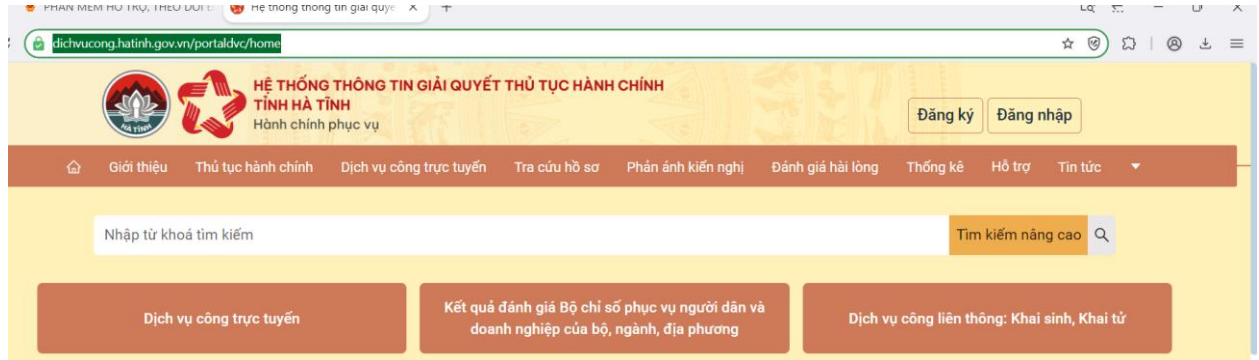 PHẦN MỀM HỖ TRỢ, THEO DÕI
Hệ thống thông tin giải quyế
dichvucong.hatinh.gov.vn/portaldvc/home
HỆ THỐNG THÔNG TIN GIẢI QUYẾT THỦ TỤC HÀNH CHÍNH
TỈNH HÀ TĨNH
Hành chính phục vụ
HÀ TĨNH
Đăng ký
Đăng nhập
Giới thiệu
Thủ tục hành chính
Dịch vụ công trực tuyến
Tra cứu hồ sơ
Phản ánh kiến nghị
Đánh giá hài lòng
Thống kê
Hỗ trợ
Tin tức
Nhập từ khoá tìm kiếm
Tìm kiếm nâng cao
Dịch vụ công trực tuyến
Kết quả đánh giá Bộ chỉ số phục vụ người dân và
doanh nghiệp của bộ, ngành, địa phương
Dịch vụ công liên thông: Khai sinh, Khai tử